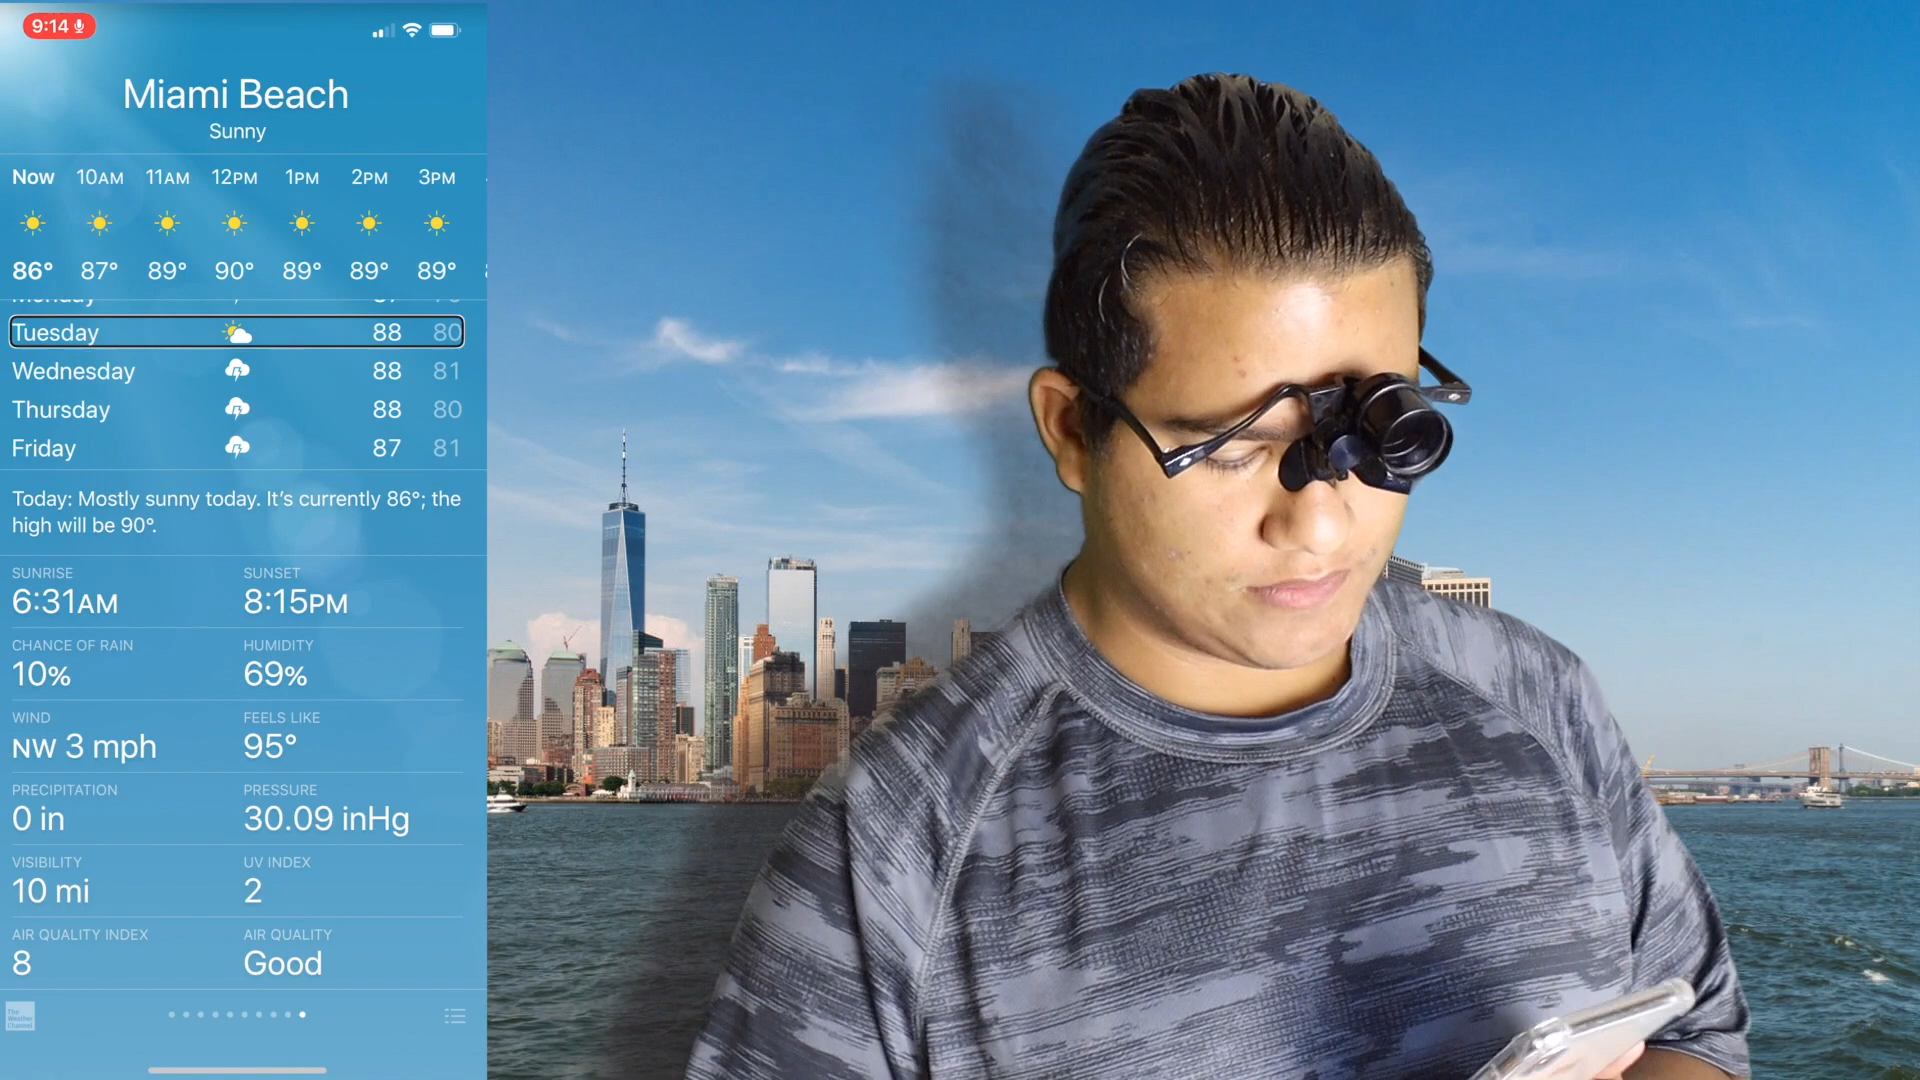 9:14
Miami Beach
Sunny
Now 10AM 11AM 12PM 1PM 2PM 3PM
86° 87° 89° 90° 89° 89° 89°
Monday
Tuesday 88 80
Wednesday 88 81
Thursday 88 80
Friday 87 81
Today: Mostly sunny today. It's currently 86°; the
high will be 90°.
SUNRISE SUNSET
6:31AM 8:15PM
CHANCE OF RAIN HUMIDITY
10% 69%
WIND FEELS LIKE
NW 3 mph 95°
PRECIPITATION PRESSURE
0 in 30.09 inHg
VISIBILITY UV INDEX
10 mi 2
AIR QUALITY INDEX AIR QUALITY
8 Good
The
Weather
Channel